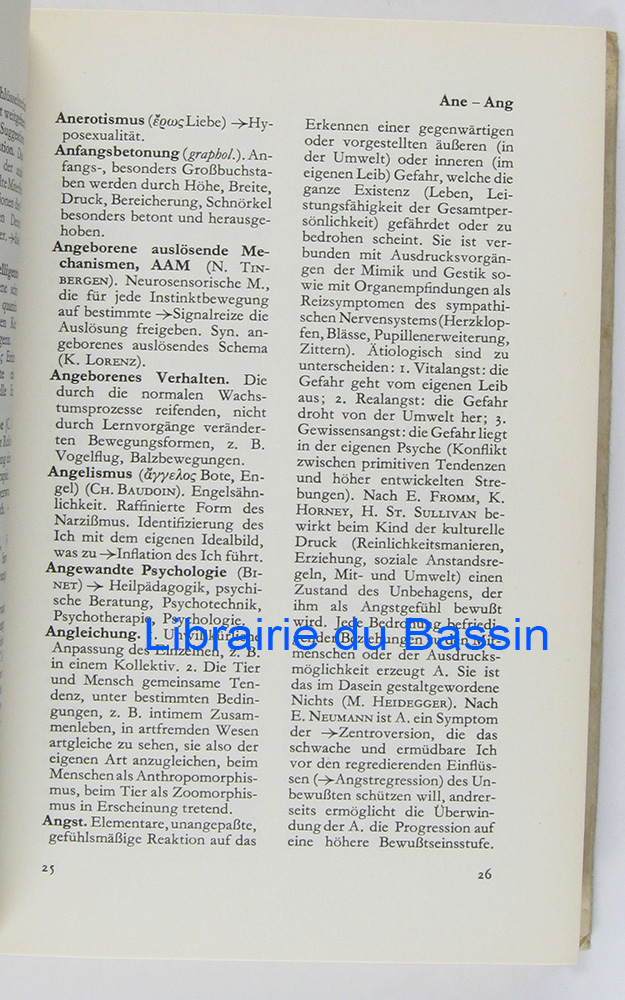 Ane – Ang
Anerotismus (ἔρως Liebe) → Hy-
posexualität.
Anfangsbetonung (graphol.). An-
fangs-, besonders Großbuchsta-
ben werden durch Höhe, Breite,
Druck, Bereicherung, Schnörkel
besonders betont und herausge-
hoben.
Angeborene auslösende Me-
chanismen, AAM (N. TIN-
BERGEN). Neurosensorische M.,
die für jede Instinktbewegung
auf bestimmte → Signalreize die
Auslösung freigeben. Syn. an-
geborenes auslösendes Schema
(K. LORENZ).
Angeborenes Verhalten. Die
durch die normalen Wachs-
tumsprozesse reifenden, nicht
durch Lernvorgänge veränder-
ten Bewegungsformen, z. B.
Vogelflug, Balzbewegungen.
Angelismus (ἄγγελος Bote, En-
gel) (CH. BAUDOIN). Engelsähn-
lichkeit. Raffinierte Form des
Narzißmus. Identifizierung des
Ich mit dem eigenen Idealbild,
was zu → Inflation des Ich führt.
Angewandte Psychologie (BI-
NET) → Heilpädagogik, psychi-
sche Beratung, Psychotechnik,
Psychotherapie, Psychologie.
Angleichung. 1. Unwillkürliche
Anpassung des Einzelnen, z. B.
in einem Kollektiv. 2. Die Tier
und Mensch gemeinsame Ten-
denz, unter bestimmten Bedin-
gungen, z. B. intimem Zusam-
menleben, in artfremden Wesen
artgleiche zu sehen, sie also der
eigenen Art anzugleichen, beim
Menschen als Anthropomorphis-
mus, beim Tier als Zoomorphis-
mus in Erscheinung tretend.
Angst. Elementare, unangepaßte,
gefühlsmäßige Reaktion auf das
25
Erkennen einer gegenwärtigen
oder vorgestellten äußeren (in
der Umwelt) oder inneren (im
eigenen Leib) Gefahr, welche die
ganze Existenz (Leben, Lei-
stungsfähigkeit der Gesamtper-
sönlichkeit) gefährdet oder zu
bedrohen scheint. Sie ist ver-
bunden mit Ausdrucksvorgän-
gen der Mimik und Gestik so-
wie mit Organempfindungen als
Reizsymptomen des sympathi-
schen Nervensystems (Herzklop-
fen, Blässe, Pupillenerweiterung,
Zittern). Ätiologisch sind zu
unterscheiden: 1. Vitalangst: die
Gefahr geht vom eigenen Leib
aus; 2. Realangst: die Gefahr
droht von der Umwelt her; 3.
Gewissensangst: die Gefahr liegt
in der eigenen Psyche (Konflikt
zwischen primitiven Tendenzen
und höher entwickelten Stre-
bungen). Nach E. FROMM, K.
HORNEY, H. ST. SULLIVAN be-
wirkt beim Kind der kulturelle
Druck (Reinlichkeitsmanieren,
Erziehung, soziale Anstandsre-
geln, Mit- und Umwelt) einen
Zustand des Unbehagens, der
ihm als Angstgefühl bewußt
wird. Jede Bedrohung befriedi-
gender Beziehungen zu den Mit-
menschen oder der Ausdrucks-
möglichkeit erzeugt A. Sie ist
das im Dasein gestaltgewordene
Nichts (M. HEIDEGGER). Nach
E. NEUMANN ist A. ein Symptom
der → Zentroversion, die das
schwache und ermüdbare Ich
vor den regredierenden Einflüs-
sen (→ Angstregression) des Un-
bewußten schützen will, andrer-
seits ermöglicht die Überwin-
dung der A. die Progression auf
eine höhere Bewußtseinsstufe.
26
Librairie du Bassin